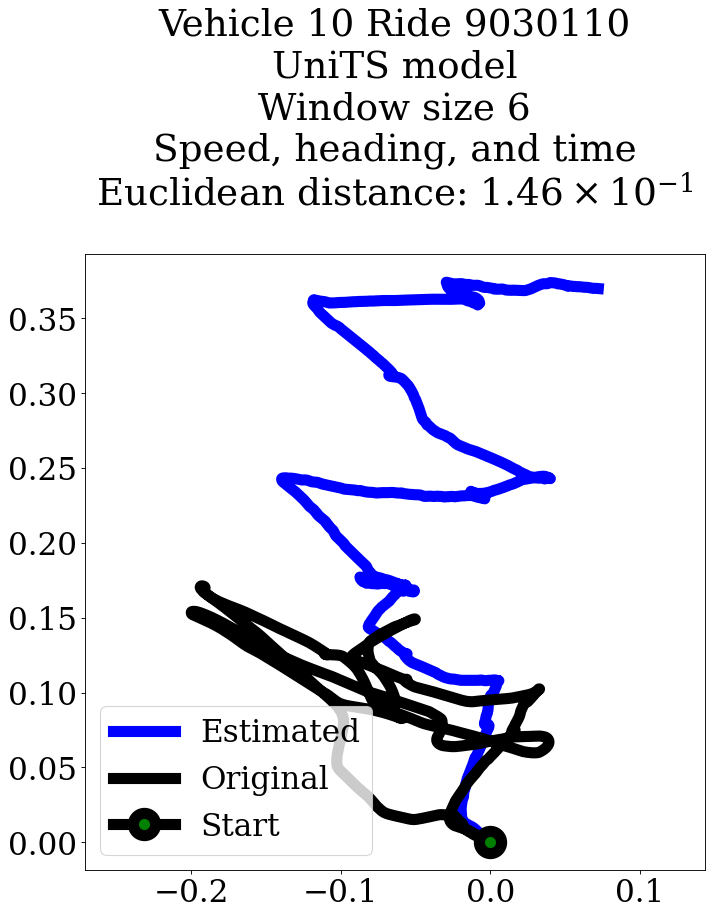 Vehicle 10 Ride 9030110
UniTS model
Window size 6
Speed, heading, and time
Euclidean distance: 1.46 × 10⁻¹
0.35
0.30
0.25
0.20
0.15
0.10
0.05
0.00
Estimated
Original
Start
−0.2 −0.1 0.0 0.1